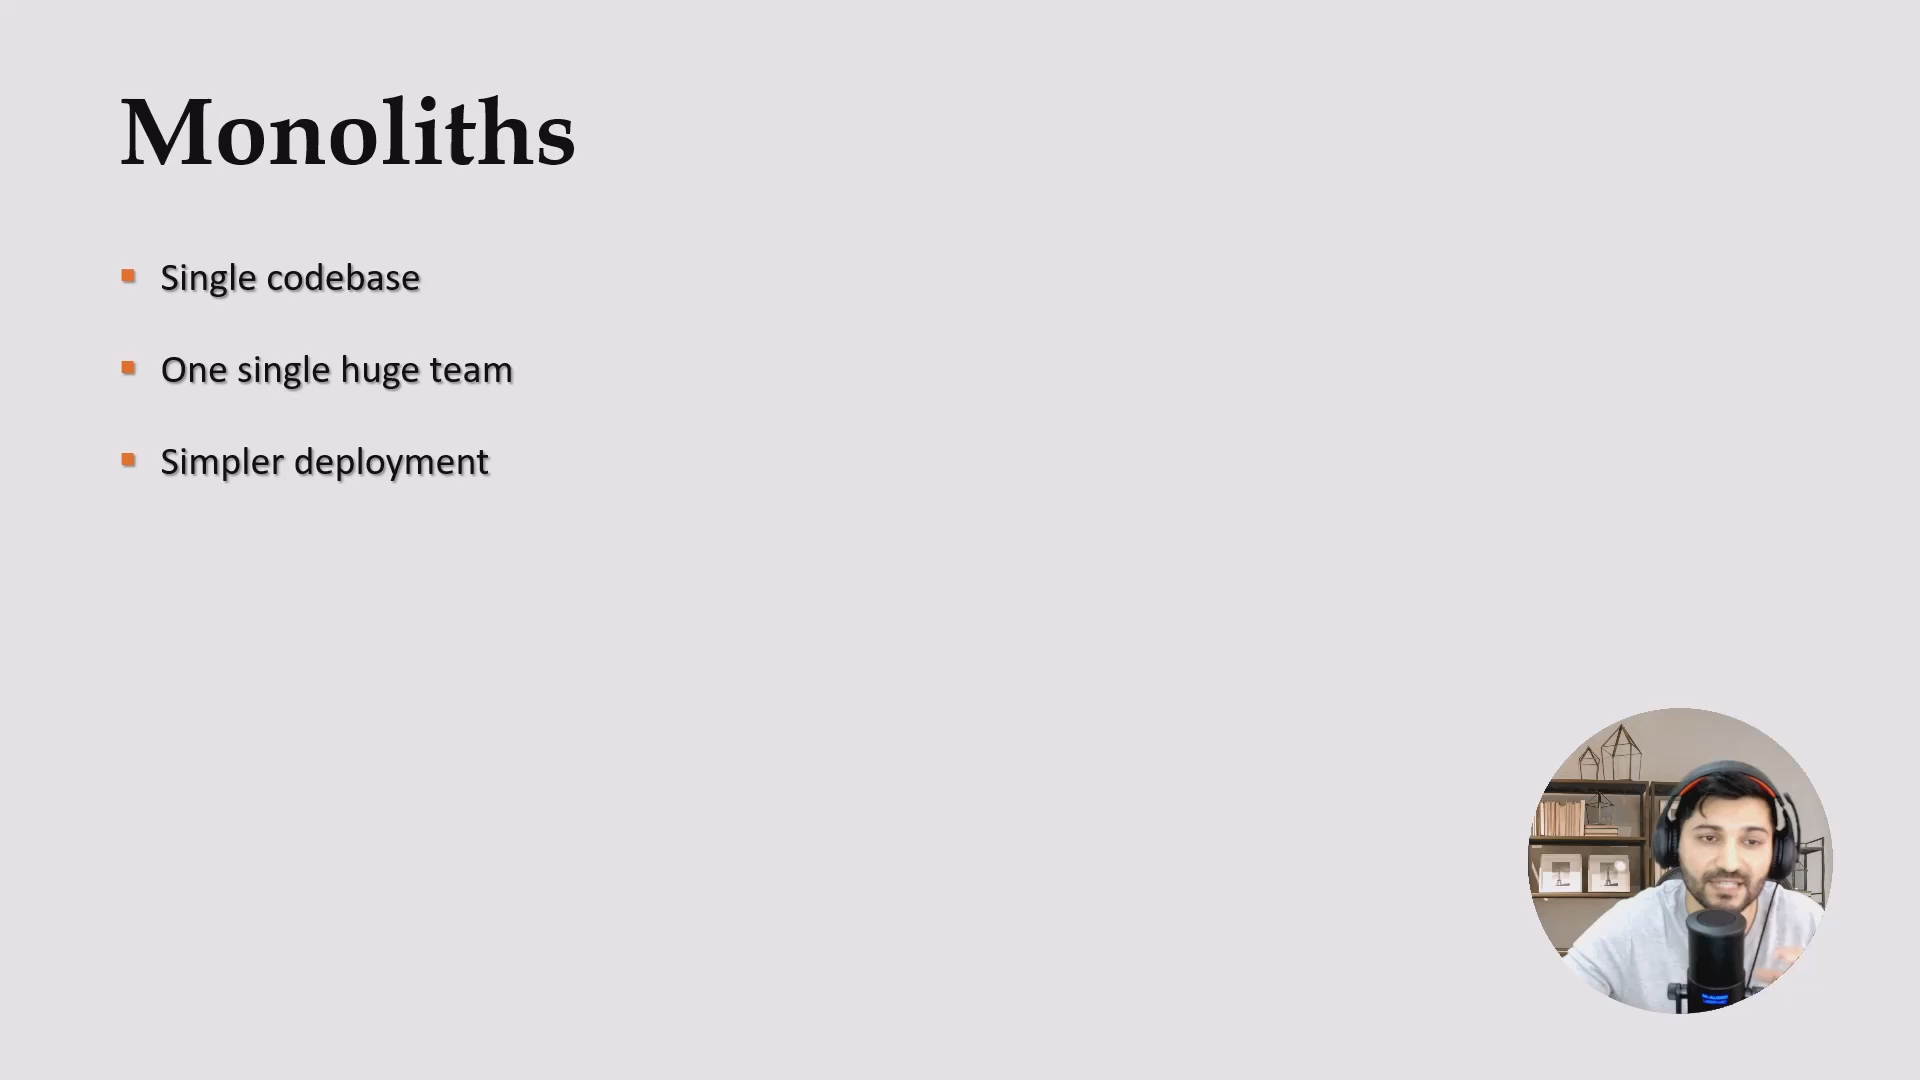 Monoliths
Single codebase
One single huge team
Simpler deployment